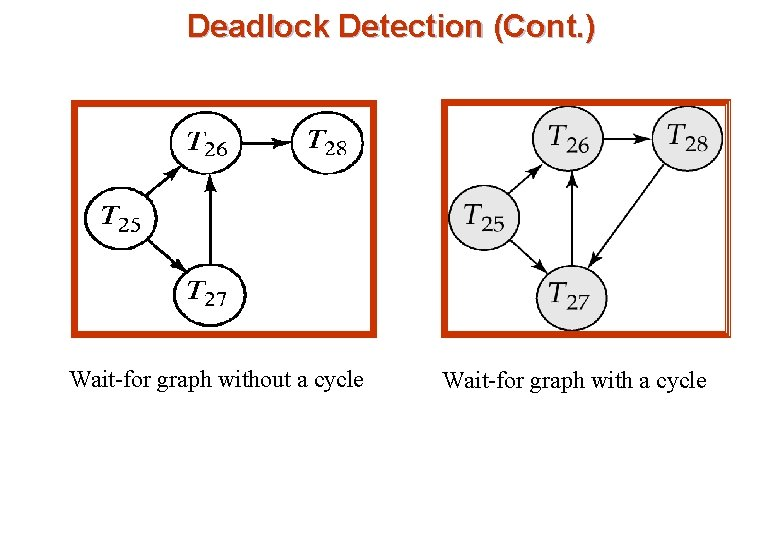 Deadlock Detection (Cont. )
T26
T28
T25
T27
T26
T28
T25
T27
Wait-for graph without a cycle
Wait-for graph with a cycle